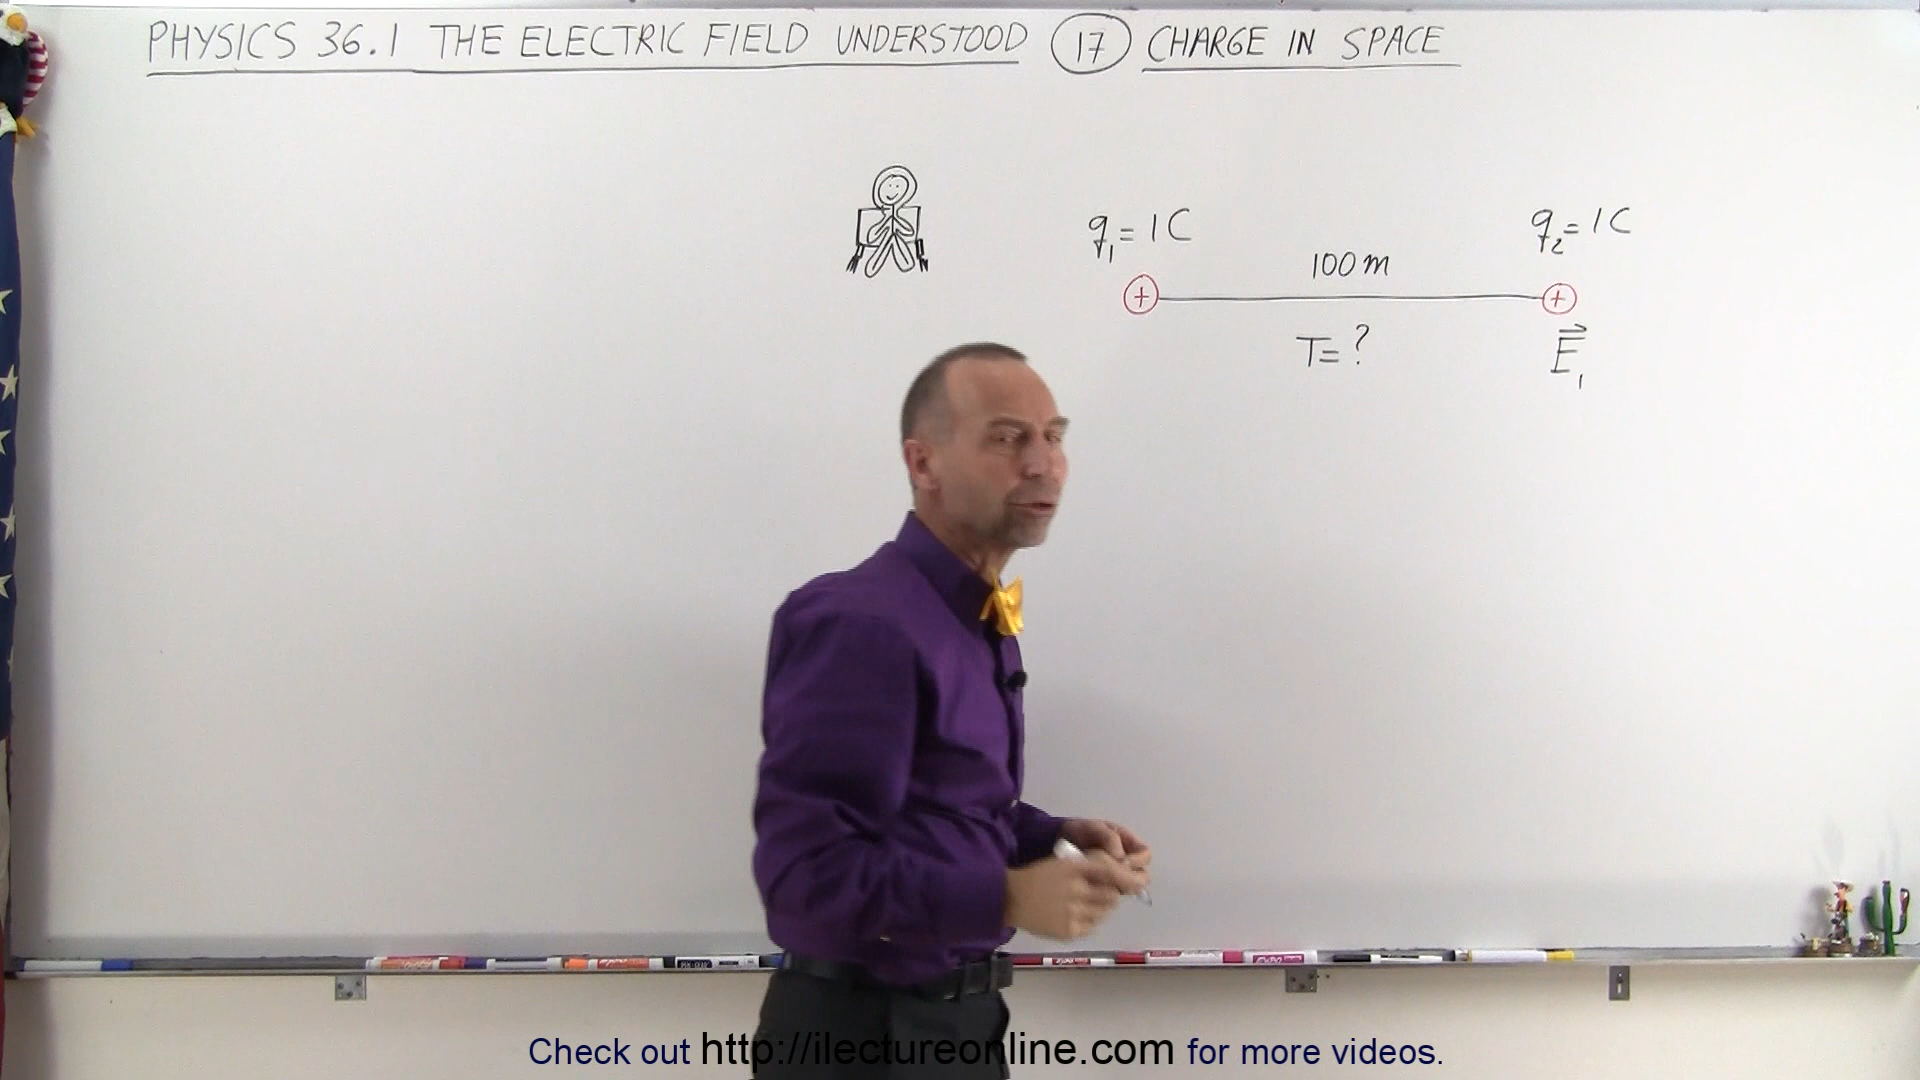 PHYSICS 36.1 THE ELECTRIC FIELD UNDERSTOOD 17 CHARGE IN SPACE
q₁ = 1C
q₂ = 1C
100 m
+
+
T = ?
E⃗₁
Check out http://ilectureonline.com for more videos.